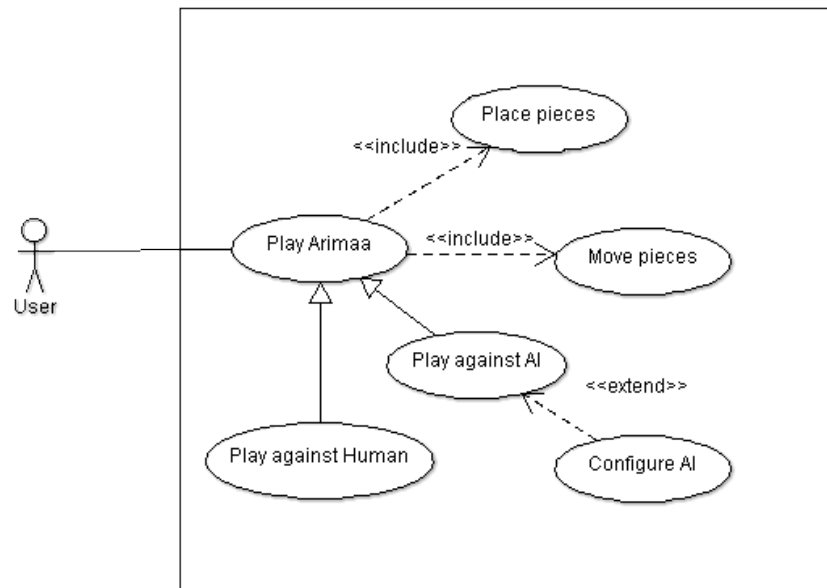 Place pieces
<<include>>
Play Arimaa
<<include>>
Move pieces
User
Play against AI
<<extend>>
Play against Human
Configure AI